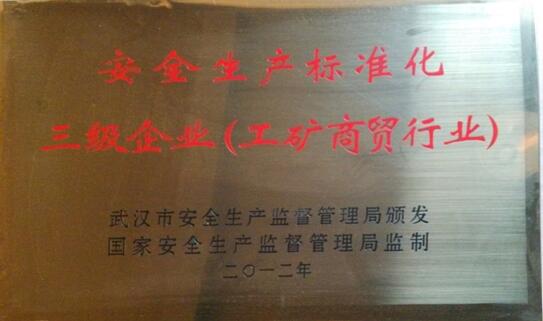 安全生产标准化
三级企业(工矿商贸行业)
武汉市安全生产监督管理局颁发
国家安全生产监督管理局监制
二〇一二年